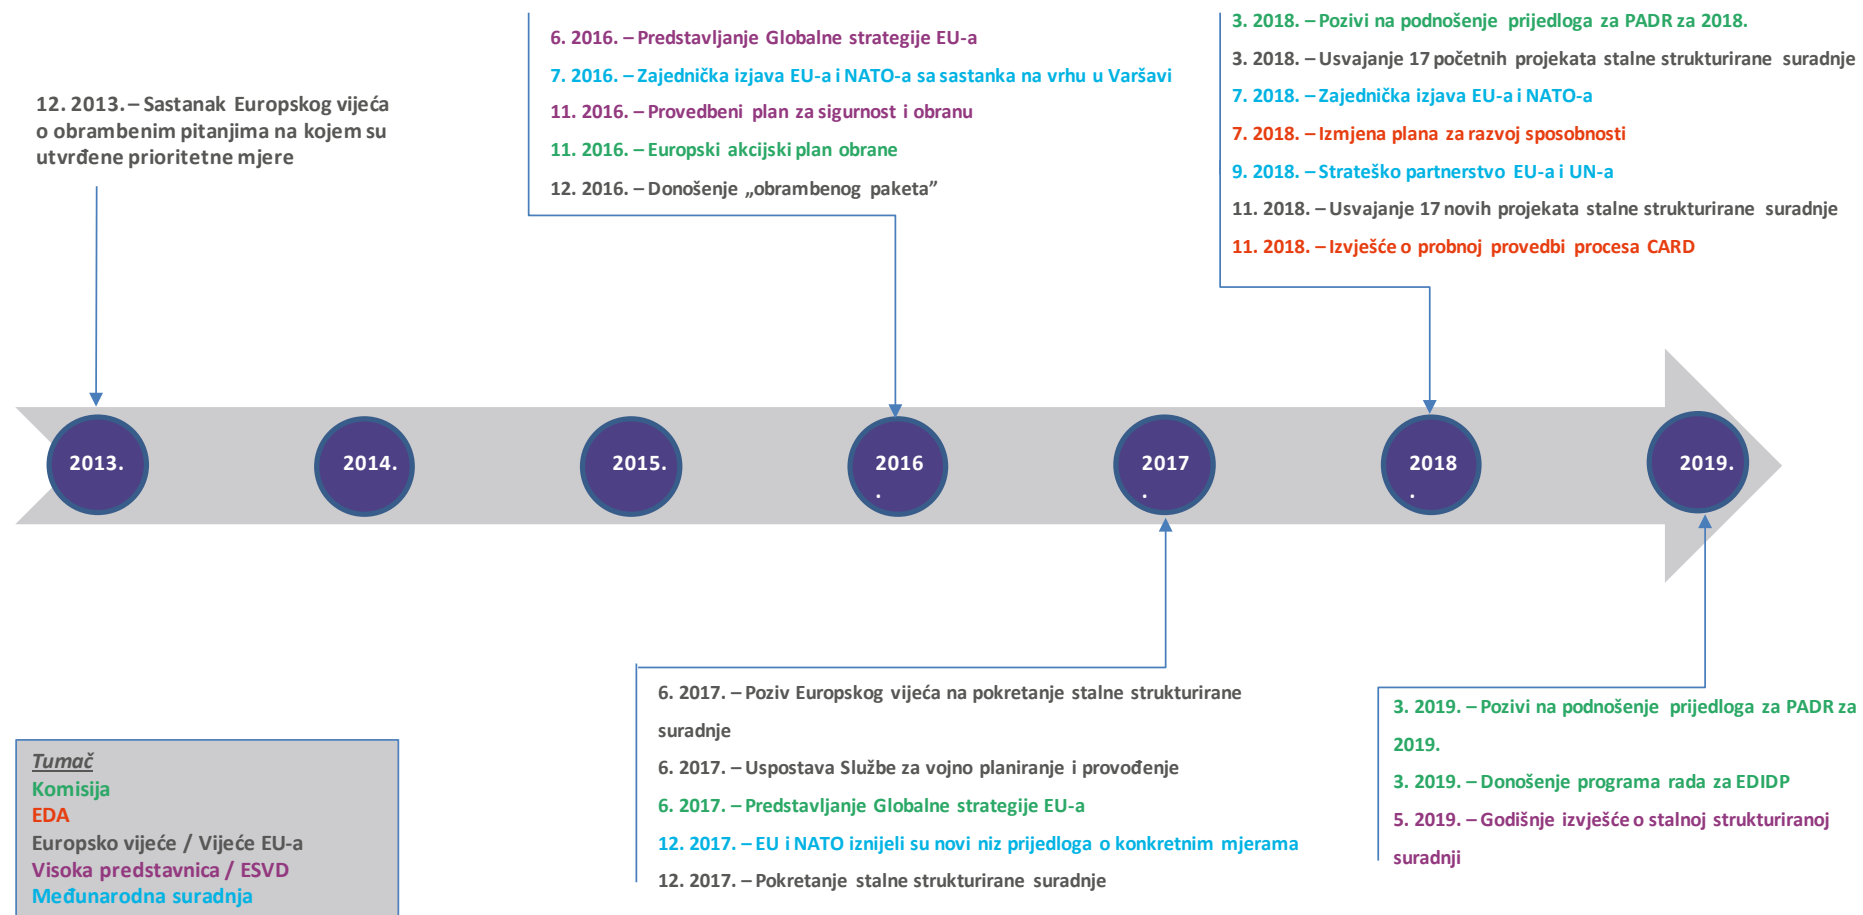 12. 2013. – Sastanak Europskog vijeća
o obrambenim pitanjima na kojem su
utvrđene prioritetne mjere
6. 2016. – Predstavljanje Globalne strategije EU-a
7. 2016. – Zajednička izjava EU-a i NATO-a sa sastanka na vrhu u Varšavi
11. 2016. – Provedbeni plan za sigurnost i obranu
11. 2016. – Europski akcijski plan obrane
12. 2016. – Donošenje „obrambenog paketa”
3. 2018. – Pozivi na podnošenje prijedloga za PADR za 2018.
3. 2018. – Usvajanje 17 početnih projekata stalne strukturirane suradnje
7. 2018. – Zajednička izjava EU-a i NATO-a
7. 2018. – Izmjena plana za razvoj sposobnosti
9. 2018. – Strateško partnerstvo EU-a i UN-a
11. 2018. – Usvajanje 17 novih projekata stalne strukturirane suradnje
11. 2018. – Izvješće o probnoj provedbi procesa CARD
2013.
2014.
2015.
2016
.
2017
.
2018
.
2019.
6. 2017. – Poziv Europskog vijeća na pokretanje stalne strukturirane
suradnje
6. 2017. – Uspostava Službe za vojno planiranje i provođenje
6. 2017. – Predstavljanje Globalne strategije EU-a
12. 2017. – EU i NATO iznijeli su novi niz prijedloga o konkretnim mjerama
12. 2017. – Pokretanje stalne strukturirane suradnje
3. 2019. – Pozivi na podnošenje prijedloga za PADR za
2019.
3. 2019. – Donošenje programa rada za EDIDP
5. 2019. – Godišnje izvješće o stalnoj strukturiranoj
suradnji
Tumač
Komisija
EDA
Europsko vijeće / Vijeće EU-a
Visoka predstavnica / ESVD
Međunarodna suradnja